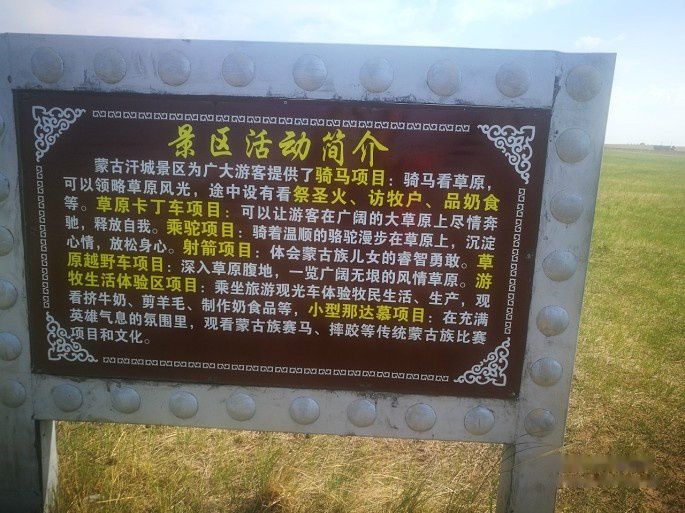 景区活动简介
蒙古汗城景区为广大游客提供了骑马项目：骑马看草原，
可以领略草原风光，途中设有看祭圣火、访牧户、品奶食
等。草原卡丁车项目：可以让游客在广阔的大草原上尽情奔
驰，释放自我。乘驼项目：骑着温顺的骆驼漫步在草原上，沉淀
心情，放松身心。射箭项目：体会蒙古族儿女的睿智勇敢。草
原越野车项目：深入草原腹地，一览广阔无垠的风情草原。游
牧生活体验区项目：乘坐旅游观光车体验牧民生活、生产，观
看挤牛奶、剪羊毛、制作奶食品等，小型那达慕项目：在充满
英雄气息的氛围里，观看蒙古族赛马、摔跤等传统蒙古族比赛
项目和文化。